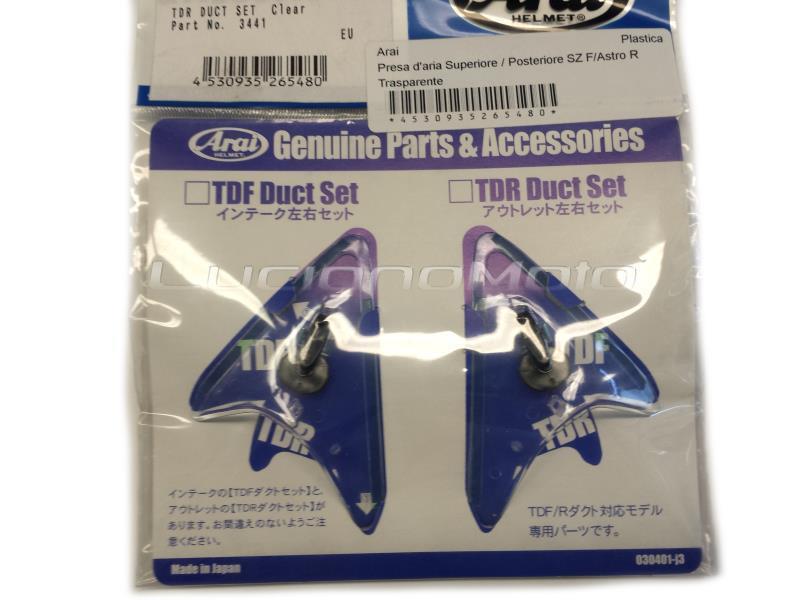 TDR DUCT SET Clear
Part No. 3441
EU
4 530935 265480
Arai
HELMET®
Plastica
Arai
Presa d'aria Superiore / Posteriore SZ F/Astro R
Trasparente
*4530935265480*
Arai
HELMET
Genuine Parts & Accessories
□TDF Duct Set
インテーク左右セット
□TDR Duct Set
アウトレット左右セット
LucianoMoto
TDF
TDR
TDF
TDR
インテークの【TDFダクトセット】と、
アウトレットの【TDRダクトセット】が
あります。お間違えのないようご注
意ください。
TDF/Rダクト対応モデル
専用パーツです。
Made in Japan
030401-j3